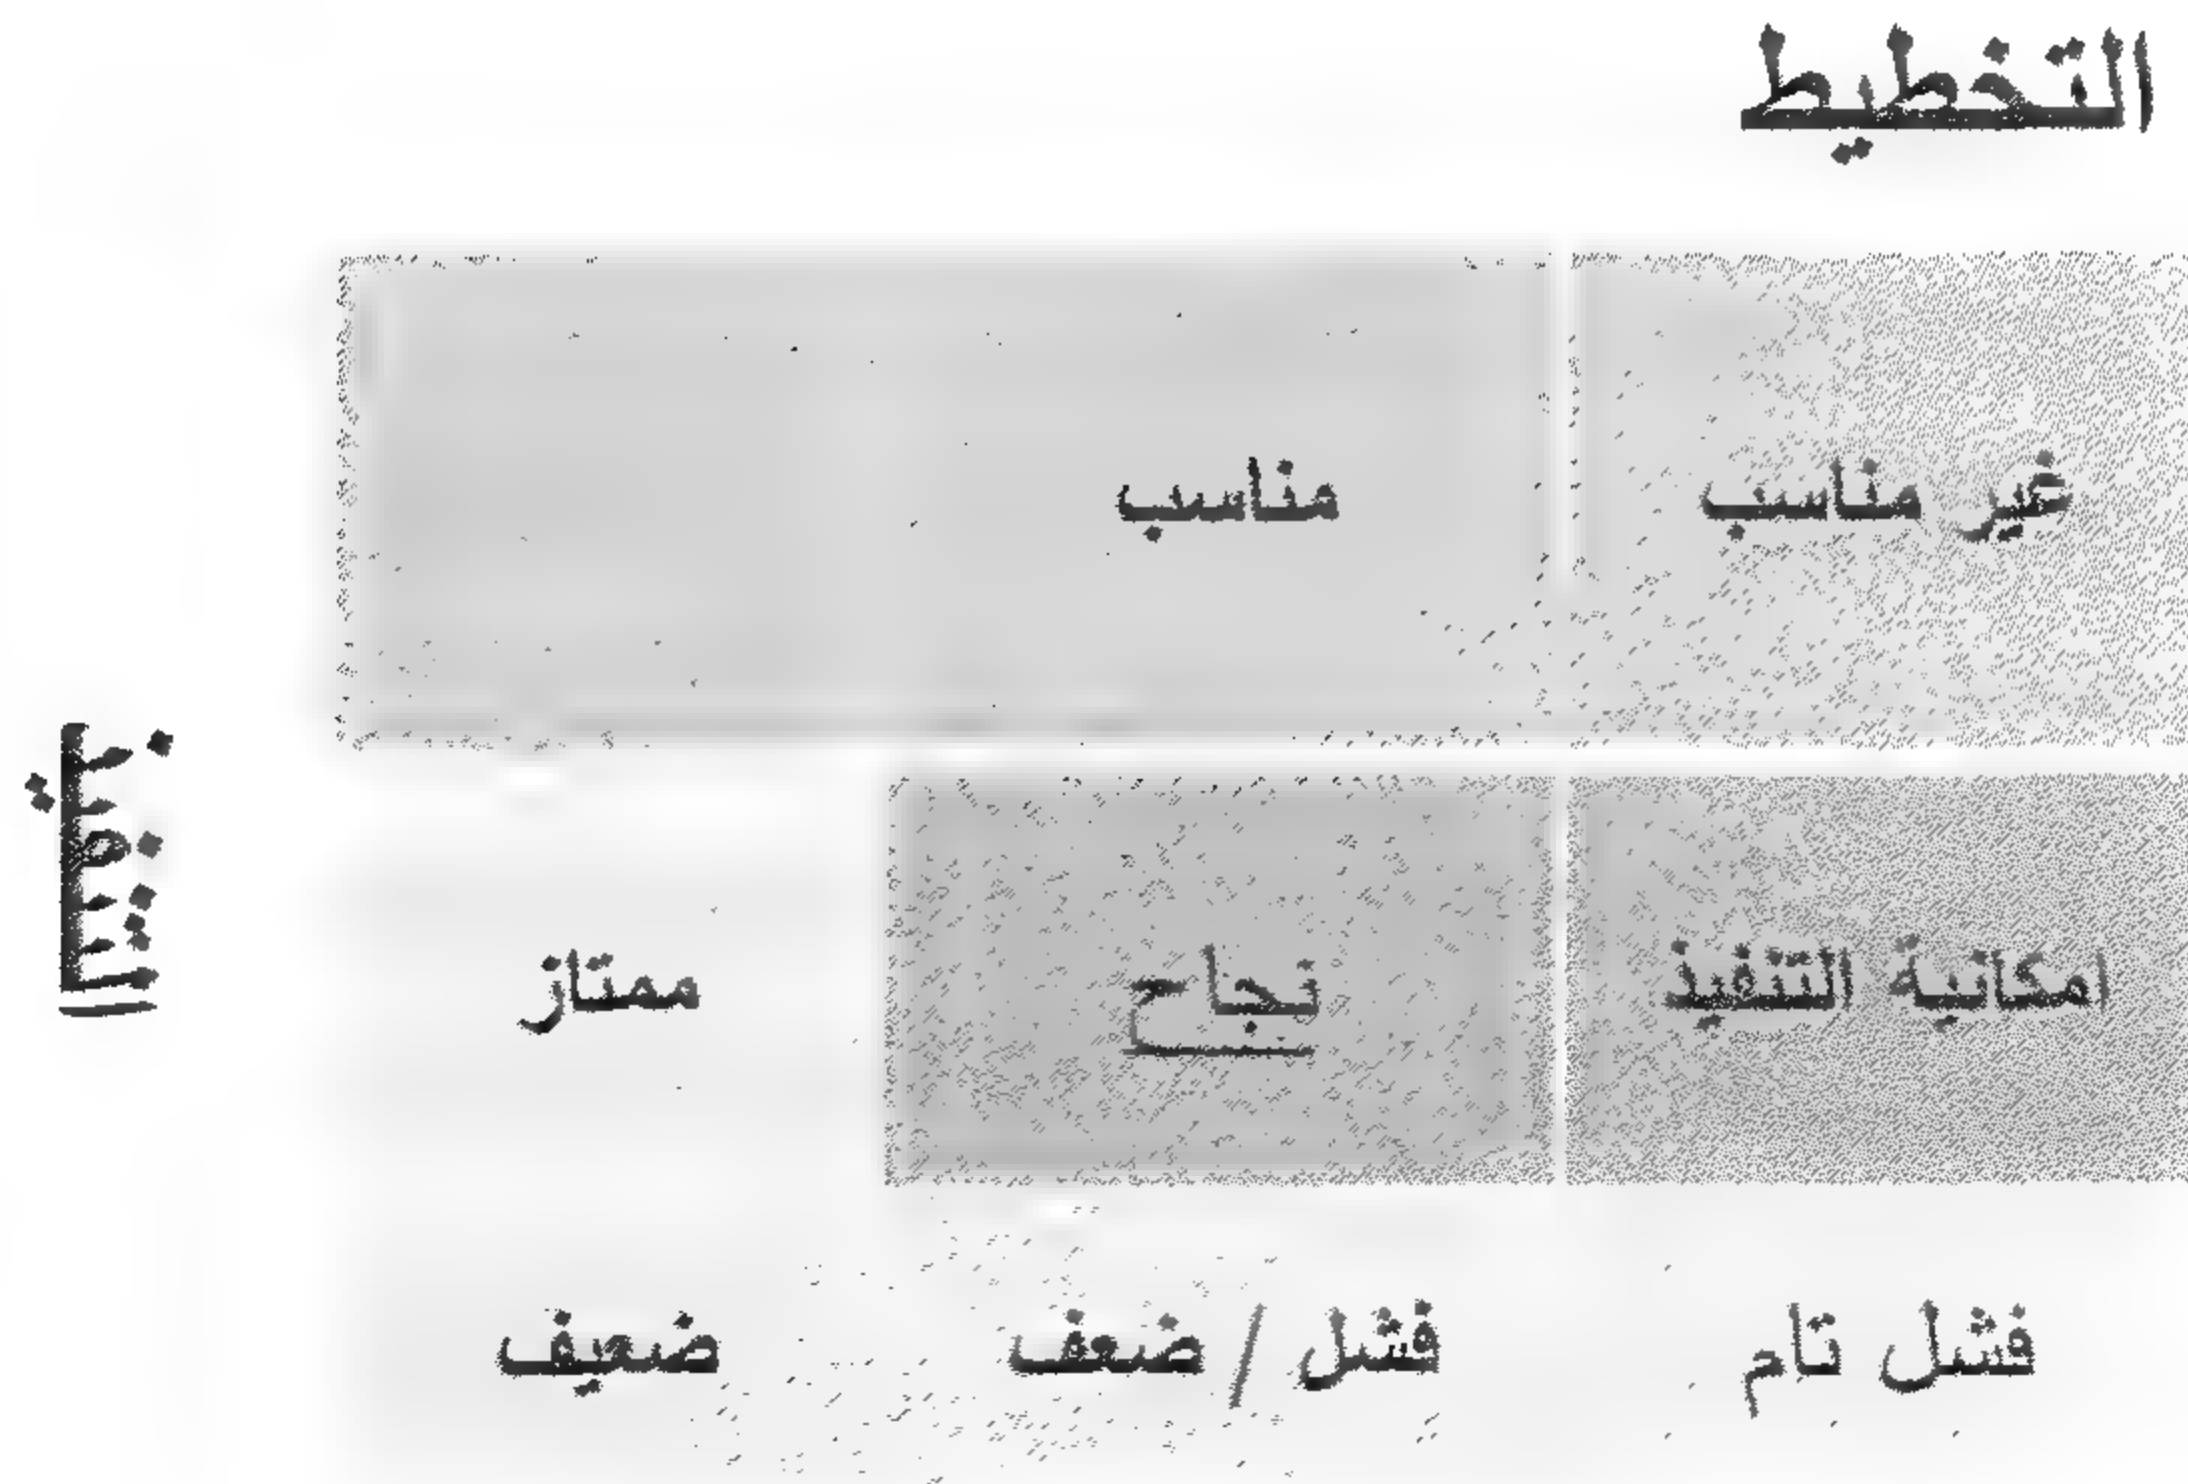 التخطيط
غير مناسب مناسب
امكانية التنفيذ نجاح ممتاز
فشل تام فشل / ضعف ضعيف
التنفيذ